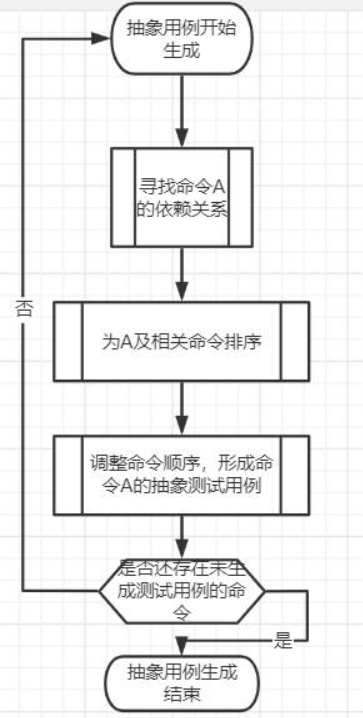 抽象用例开始
生成
寻找命令A
的依赖关系
否
为A及相关命令排序
调整命令顺序，形成命
令A的抽象测试用例
是否还存在未生
成测试用例的命
令
是
抽象用例生成
结束